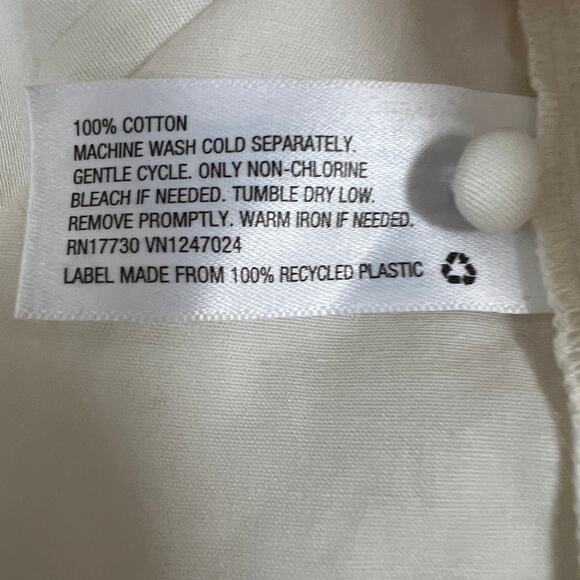 100% COTTON
MACHINE WASH COLD SEPARATELY.
GENTLE CYCLE. ONLY NON-CHLORINE
BLEACH IF NEEDED. TUMBLE DRY LOW.
REMOVE PROMPTLY. WARM IRON IF NEEDED.
RN17730 VN1247024
LABEL MADE FROM 100% RECYCLED PLASTIC